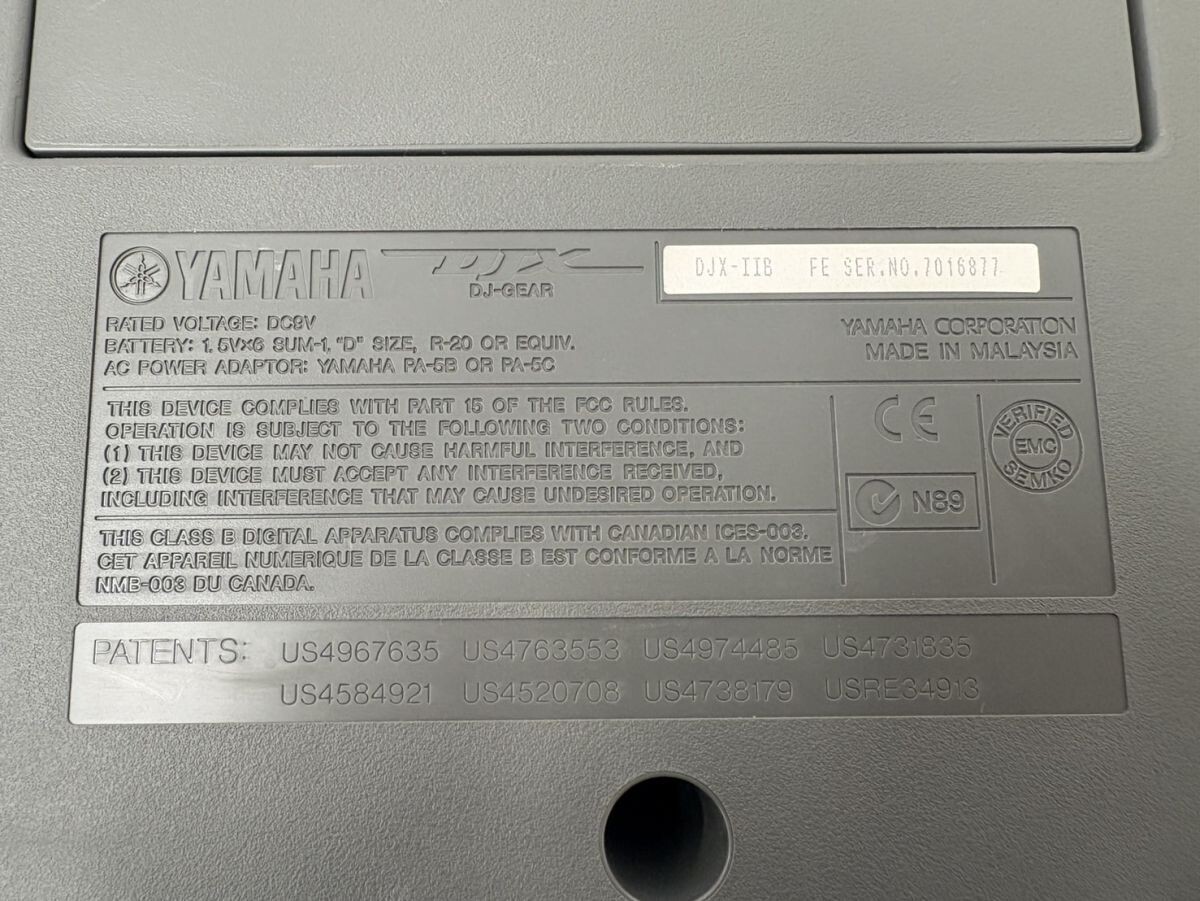 YAMAHA DJX
DJ-GEAR
DJX-IIB FE SER.NO.7016877
RATED VOLTAGE: DC9V
BATTERY: 1.5V×6 SUM-1, "D" SIZE, R-20 OR EQUIV.
AC POWER ADAPTOR: YAMAHA PA-5B OR PA-5C
YAMAHA CORPORATION
MADE IN MALAYSIA
THIS DEVICE COMPLIES WITH PART 15 OF THE FCC RULES.
OPERATION IS SUBJECT TO THE FOLLOWING TWO CONDITIONS:
(1) THIS DEVICE MAY NOT CAUSE HARMFUL INTERFERENCE, AND
(2) THIS DEVICE MUST ACCEPT ANY INTERFERENCE RECEIVED,
INCLUDING INTERFERENCE THAT MAY CAUSE UNDESIRED OPERATION.
THIS CLASS B DIGITAL APPARATUS COMPLIES WITH CANADIAN ICES-003.
CET APPAREIL NUMERIQUE DE LA CLASSE B EST CONFORME A LA NORME
NMB-003 DU CANADA.
CE
N89
VERIFIED
EMC
SEMKO
PATENTS: US4967635 US4763553 US4974485 US4731835
US4584921 US4520708 US4738179 USRE34913